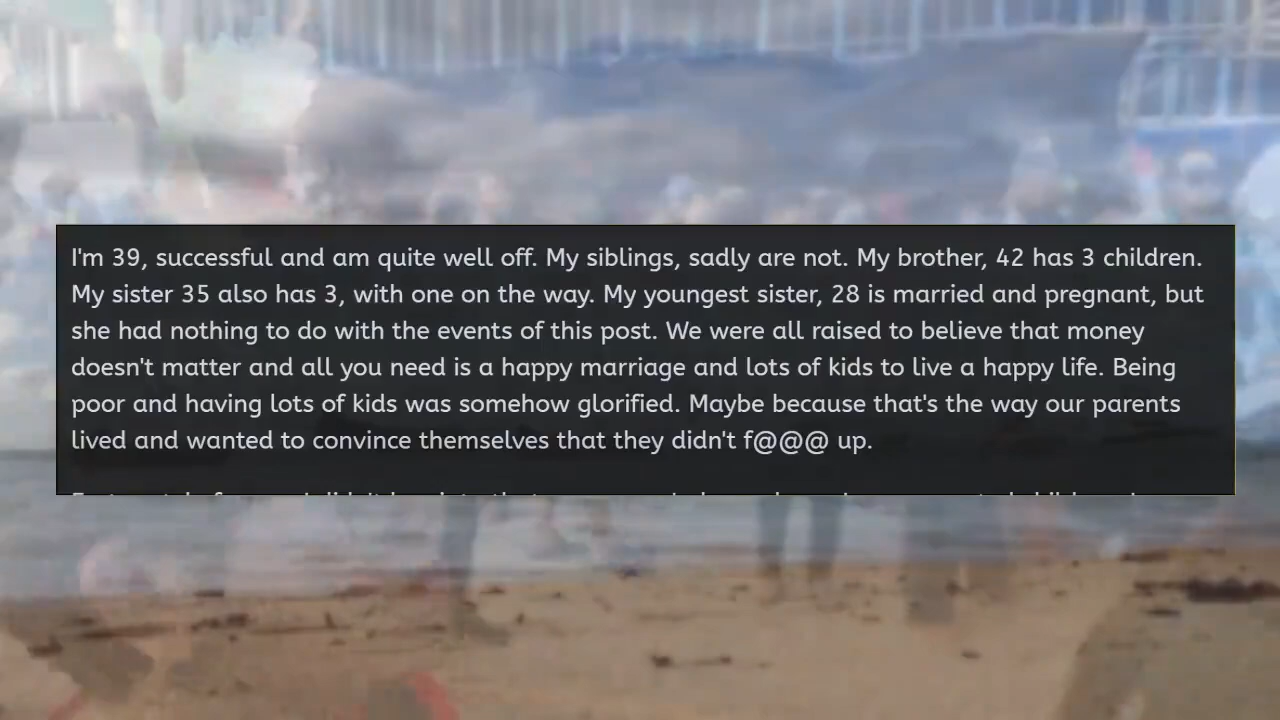 I'm 39, successful and am quite well off. My siblings, sadly are not. My brother, 42 has 3 children.
My sister 35 also has 3, with one on the way. My youngest sister, 28 is married and pregnant, but
she had nothing to do with the events of this post. We were all raised to believe that money
doesn't matter and all you need is a happy marriage and lots of kids to live a happy life. Being
poor and having lots of kids was somehow glorified. Maybe because that's the way our parents
lived and wanted to convince themselves that they didn't f@@@ up.